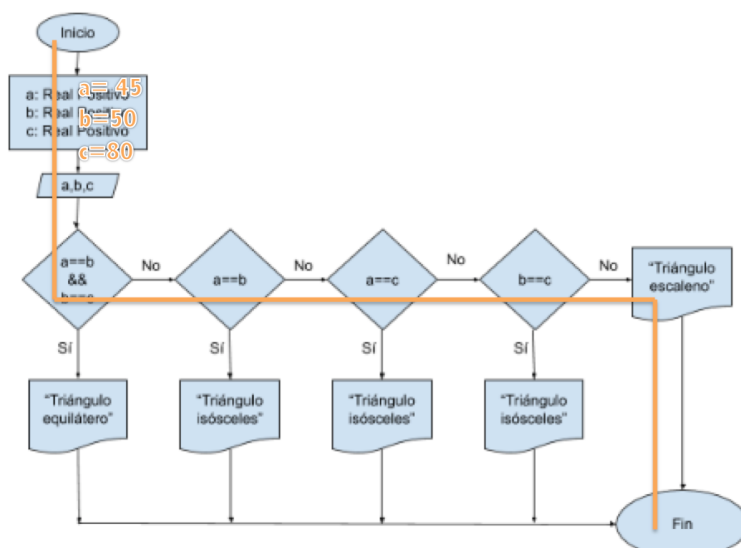 Inicio
a: Real Positivo
b: Real Positivo
c: Real Positivo
a= 45
b=50
c=80
a,b,c
a==b
&&
b==c
No
a==b
No
a==c
No
b==c
No
“Triángulo
escaleno”
Sí
Sí
Sí
Sí
“Triángulo
equilátero”
“Triángulo
isósceles”
“Triángulo
isósceles”
“Triángulo
isósceles”
Fin